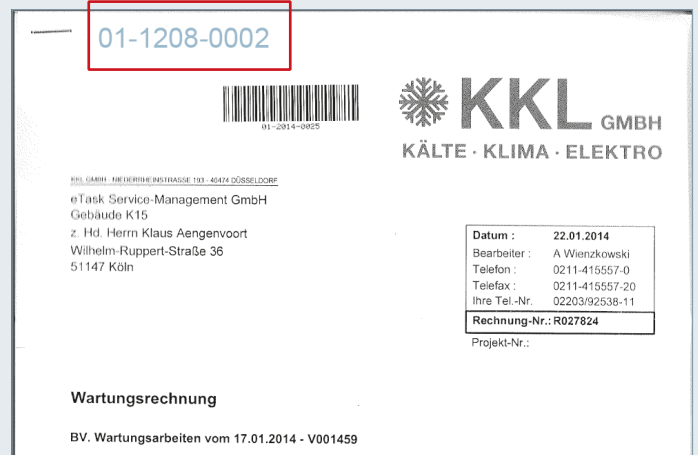 01-1208-0002
01-2014-0025
KKL GMBH
KÄLTE · KLIMA · ELEKTRO
KKL GMBH - NIEDERRHEINSTRASSE 193 - 40474 DÜSSELDORF
eTask Service-Management GmbH
Gebäude K15
z. Hd. Herrn Klaus Aengenvoort
Wilhelm-Ruppert-Straße 36
51147 Köln
Datum : 22.01.2014
Bearbeiter : A Wienzkowski
Telefon : 0211-415557-0
Telefax : 0211-415557-20
Ihre Tel.-Nr. 02203/92538-11
Rechnung-Nr.: R027824
Projekt-Nr.:
Wartungsrechnung
BV. Wartungsarbeiten vom 17.01.2014 - V001459